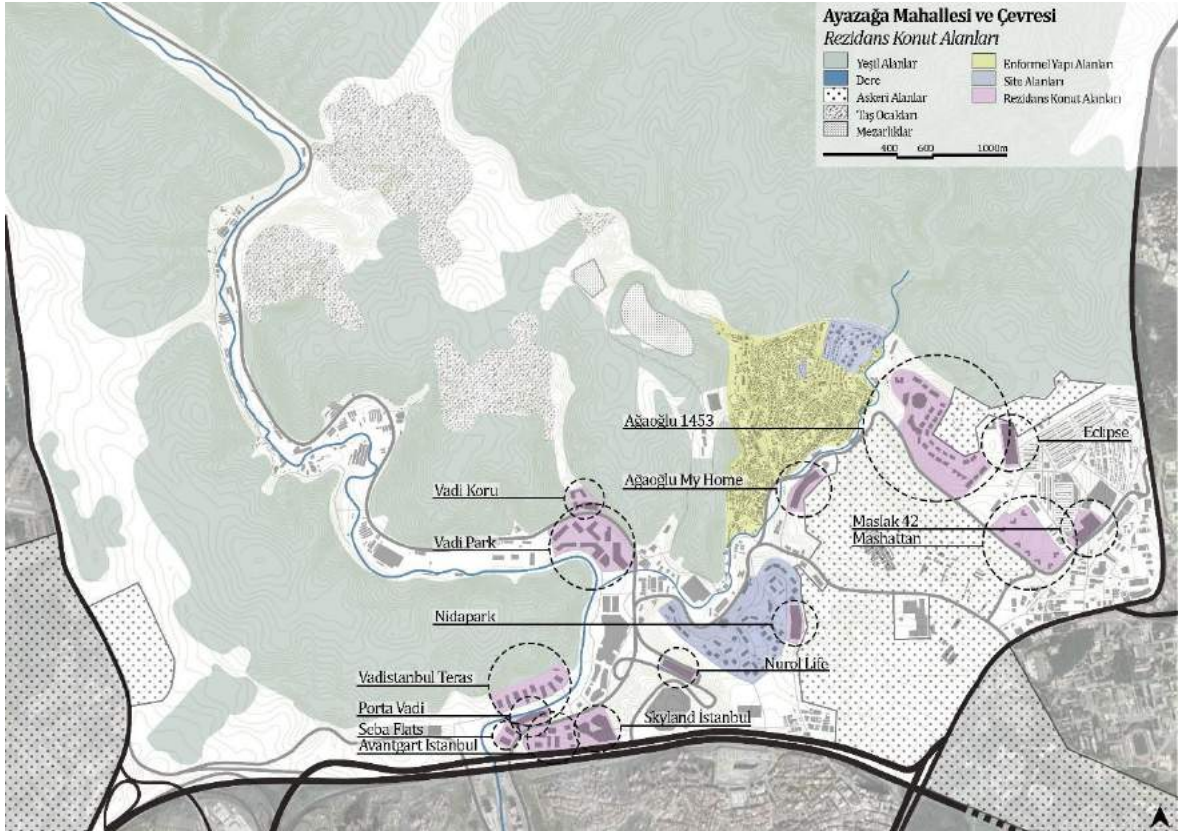 Ayazağa Mahallesi ve Çevresi
Rezidans Konut Alanları
Yeşil Alanlar
Dere
Askeri Alanlar
Taş Ocakları
Mezarlıklar
Enformel Yapı Alanları
Site Alanları
Rezidans Konut Alanları
400 600 1000m
Ağaoğlu 1453
Eclipse
Ağaoğlu My Home
Vadi Koru
Maslak 42
Mashattan
Vadi Park
Nidapark
Nurol Life
Vadistanbul Teras
Porta Vadi
Skyland İstanbul
Seba Flats
Avantgart İstanbul